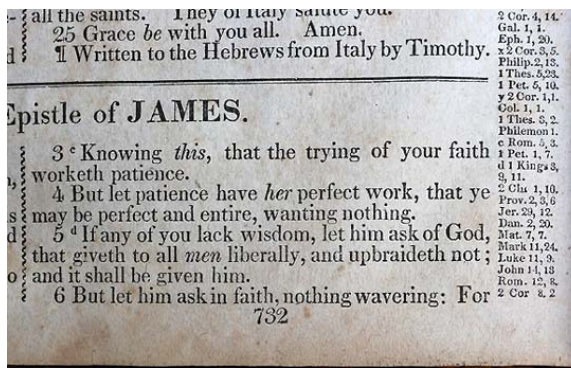 all the saints. They of Italy salute you.
25 Grace be with you all. Amen.
¶ Written to the Hebrews from Italy by Timothy.
Epistle of JAMES.
3 c Knowing this, that the trying of your faith
worketh patience.
4 But let patience have her perfect work, that ye
may be perfect and entire, wanting nothing.
5 d If any of you lack wisdom, let him ask of God,
that giveth to all men liberally, and upbraideth not;
and it shall be given him.
6 But let him ask in faith, nothing wavering: For
732
2 Cor. 4, 14.
Gal. 1, 1.
Eph. 1, 20.
x 2 Cor. 3, 5.
Philip. 2, 13.
1 Thes. 5, 23.
1 Pet. 5, 10.
y 2 Cor. 1, 1.
Col. 1, 1.
1 Thes. 3, 2.
Philemon 1.
c Rom. 5, 3.
1 Pet. 1, 7.
d 1 Kings 3,
9, 11.
2 Ch 1, 10.
Prov. 2, 3, 6
Jer. 29, 12.
Dan. 2, 20.
Mat. 7, 7.
Mark 11, 24.
Luke 11, 9.
John 14, 13
Rom. 12, 8.
2 Cor 8. 2